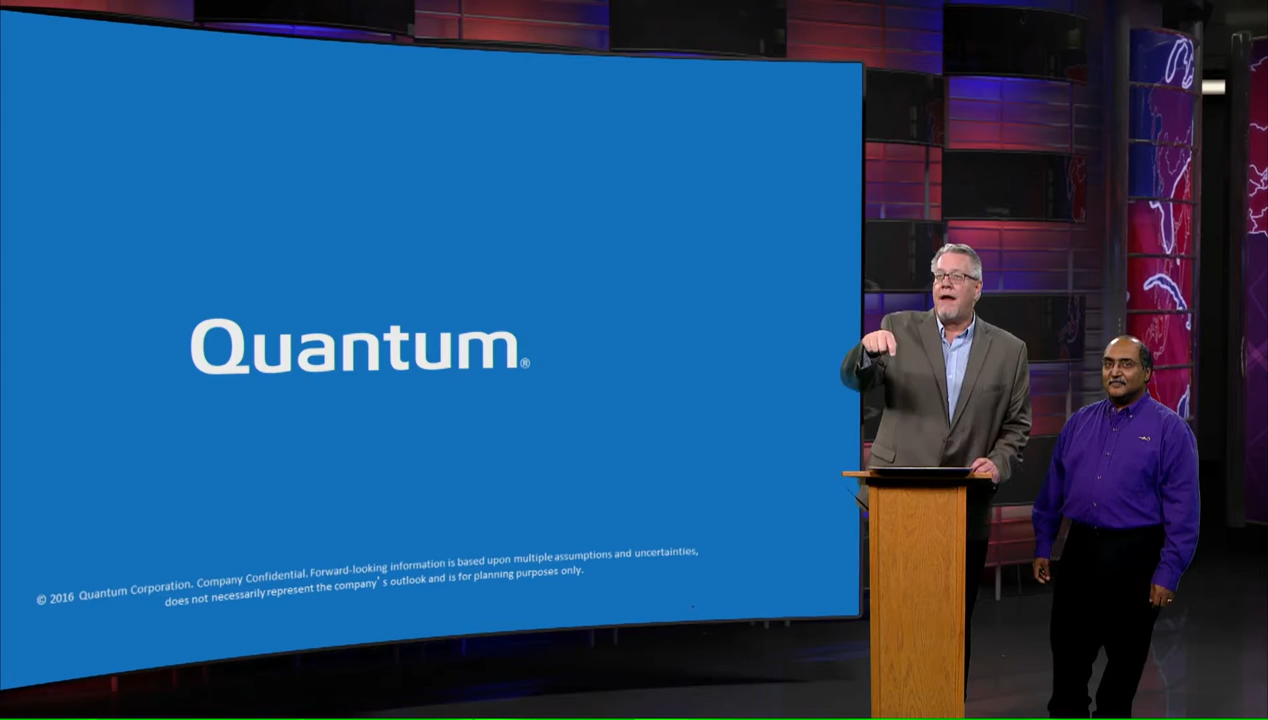 Quantum®
© 2016 Quantum Corporation. Company Confidential. Forward-looking information is based upon multiple assumptions and uncertainties,
does not necessarily represent the company's outlook and is for planning purposes only.